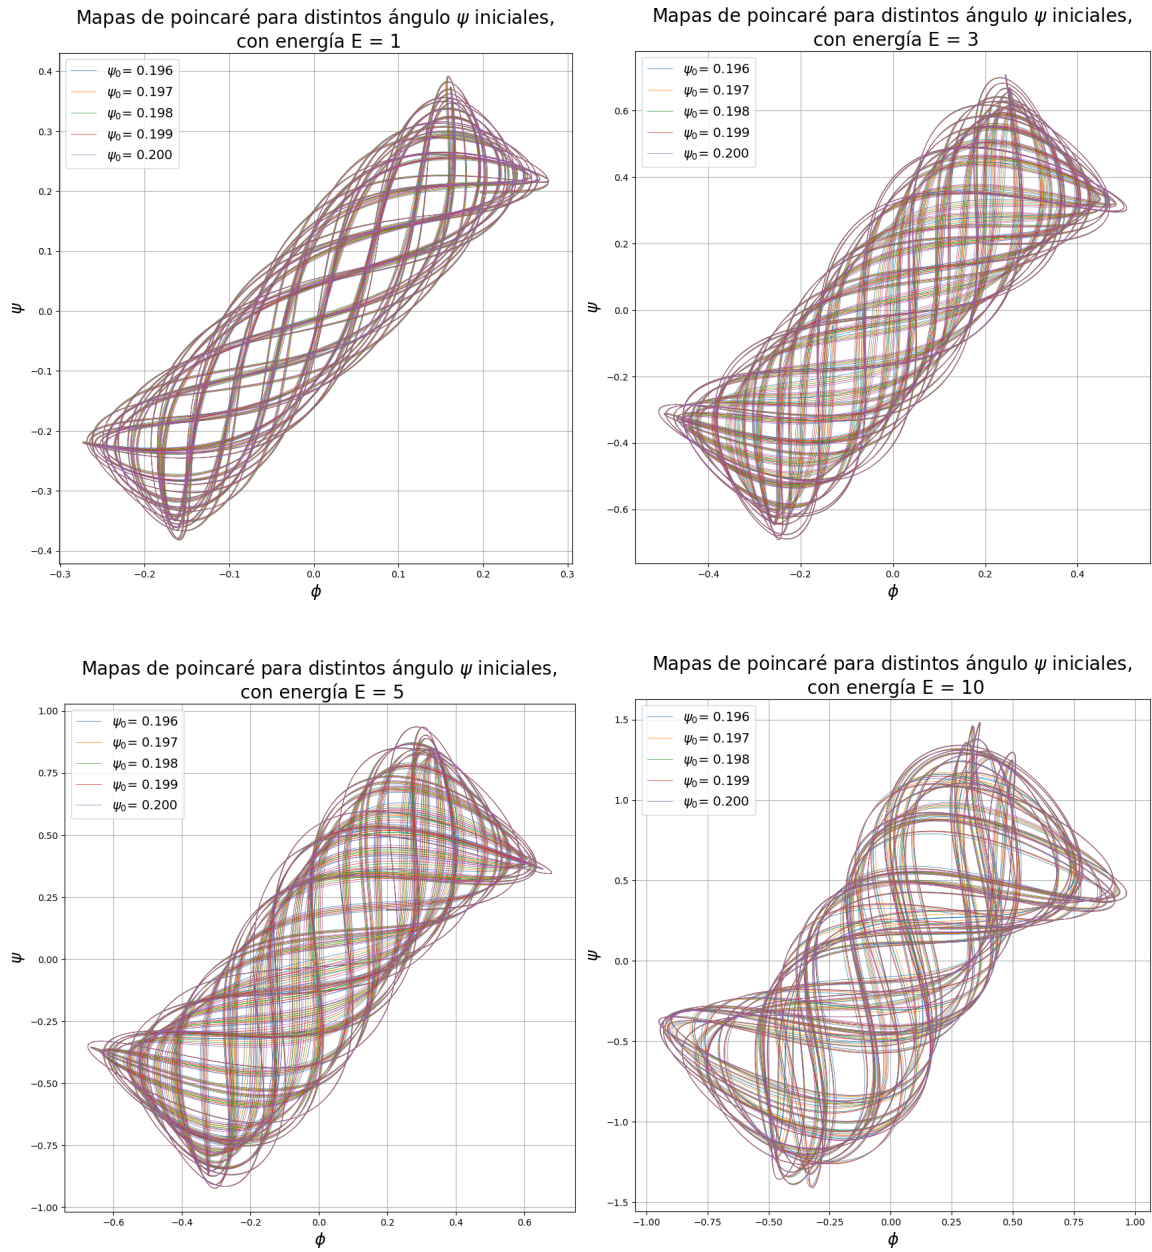 Mapas de poincaré para distintos ángulo ψ iniciales,
con energía E = 1
ψ₀= 0.196
ψ₀= 0.197
ψ₀= 0.198
ψ₀= 0.199
ψ₀= 0.200
0.4
0.3
0.2
0.1
0.0
−0.1
−0.2
−0.3
−0.4
ψ
−0.3 −0.2 −0.1 0.0 0.1 0.2 0.3
ϕ
Mapas de poincaré para distintos ángulo ψ iniciales,
con energía E = 3
ψ₀= 0.196
ψ₀= 0.197
ψ₀= 0.198
ψ₀= 0.199
ψ₀= 0.200
0.6
0.4
0.2
0.0
−0.2
−0.4
−0.6
ψ
−0.4 −0.2 0.0 0.2 0.4
ϕ
Mapas de poincaré para distintos ángulo ψ iniciales,
con energía E = 5
ψ₀= 0.196
ψ₀= 0.197
ψ₀= 0.198
ψ₀= 0.199
ψ₀= 0.200
1.00
0.75
0.50
0.25
0.00
−0.25
−0.50
−0.75
−1.00
ψ
−0.6 −0.4 −0.2 0.0 0.2 0.4 0.6
ϕ
Mapas de poincaré para distintos ángulo ψ iniciales,
con energía E = 10
ψ₀= 0.196
ψ₀= 0.197
ψ₀= 0.198
ψ₀= 0.199
ψ₀= 0.200
1.5
1.0
0.5
0.0
−0.5
−1.0
−1.5
ψ
−1.00 −0.75 −0.50 −0.25 0.00 0.25 0.50 0.75 1.00
ϕ